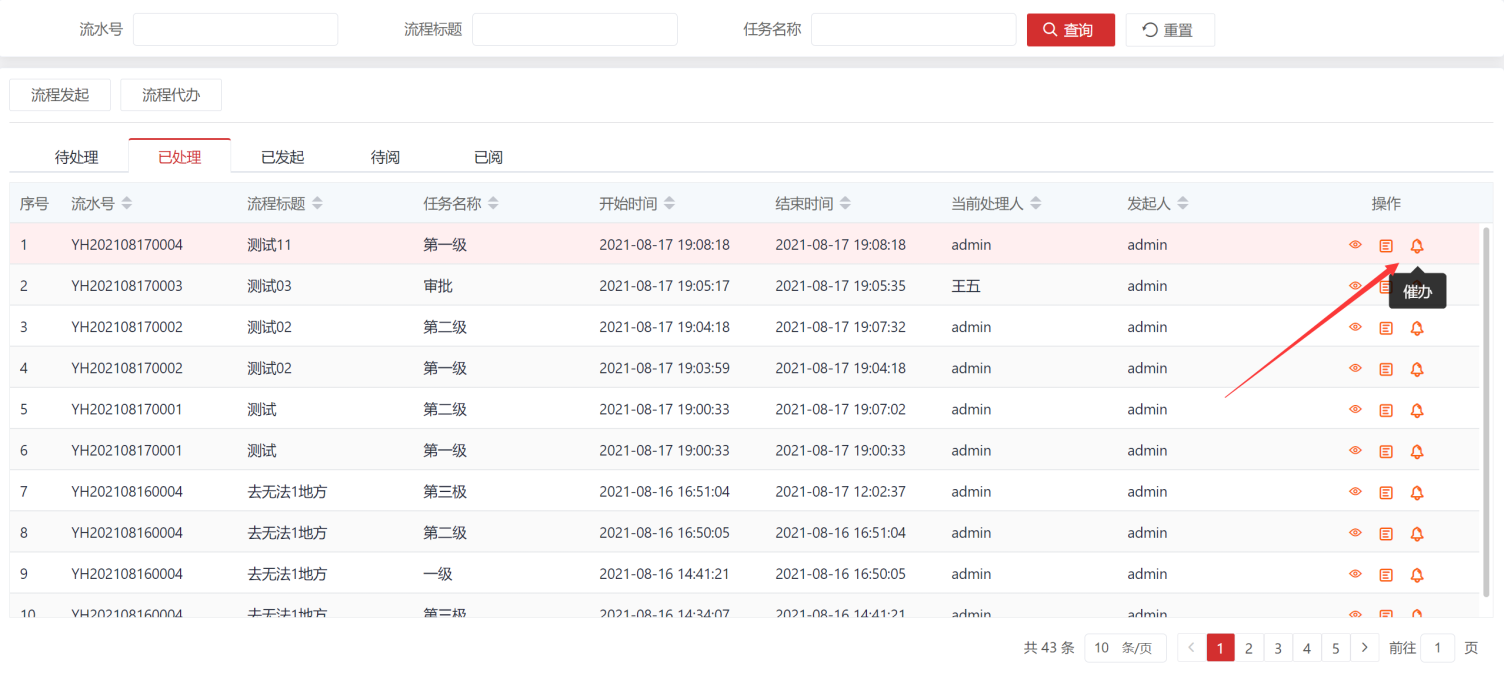 流水号 流程标题 任务名称 查询 重置
流程发起 流程代办
待处理 已处理 已发起 待阅 已阅
序号 流水号 流程标题 任务名称 开始时间 结束时间 当前处理人 发起人 操作
1 YH202108170004 测试11 第一级 2021-08-17 19:08:18 2021-08-17 19:08:18 admin admin
2 YH202108170003 测试03 审批 2021-08-17 19:05:17 2021-08-17 19:05:35 王五 admin
催办
3 YH202108170002 测试02 第二级 2021-08-17 19:04:18 2021-08-17 19:07:32 admin admin
4 YH202108170002 测试02 第一级 2021-08-17 19:03:59 2021-08-17 19:04:18 admin admin
5 YH202108170001 测试 第二级 2021-08-17 19:00:33 2021-08-17 19:07:02 admin admin
6 YH202108170001 测试 第一级 2021-08-17 19:00:33 2021-08-17 19:00:33 admin admin
7 YH202108160004 去无法1地方 第三极 2021-08-16 16:51:04 2021-08-17 12:02:37 admin admin
8 YH202108160004 去无法1地方 第二级 2021-08-16 16:50:05 2021-08-16 16:51:04 admin admin
9 YH202108160004 去无法1地方 一级 2021-08-16 14:41:21 2021-08-16 16:50:05 admin admin
10 YH202108160004 去无法1地方 第三极 2021-08-16 14:34:07 2021-08-16 14:41:21 admin admin
共 43 条 10 条/页 1 2 3 4 5 前往 1 页